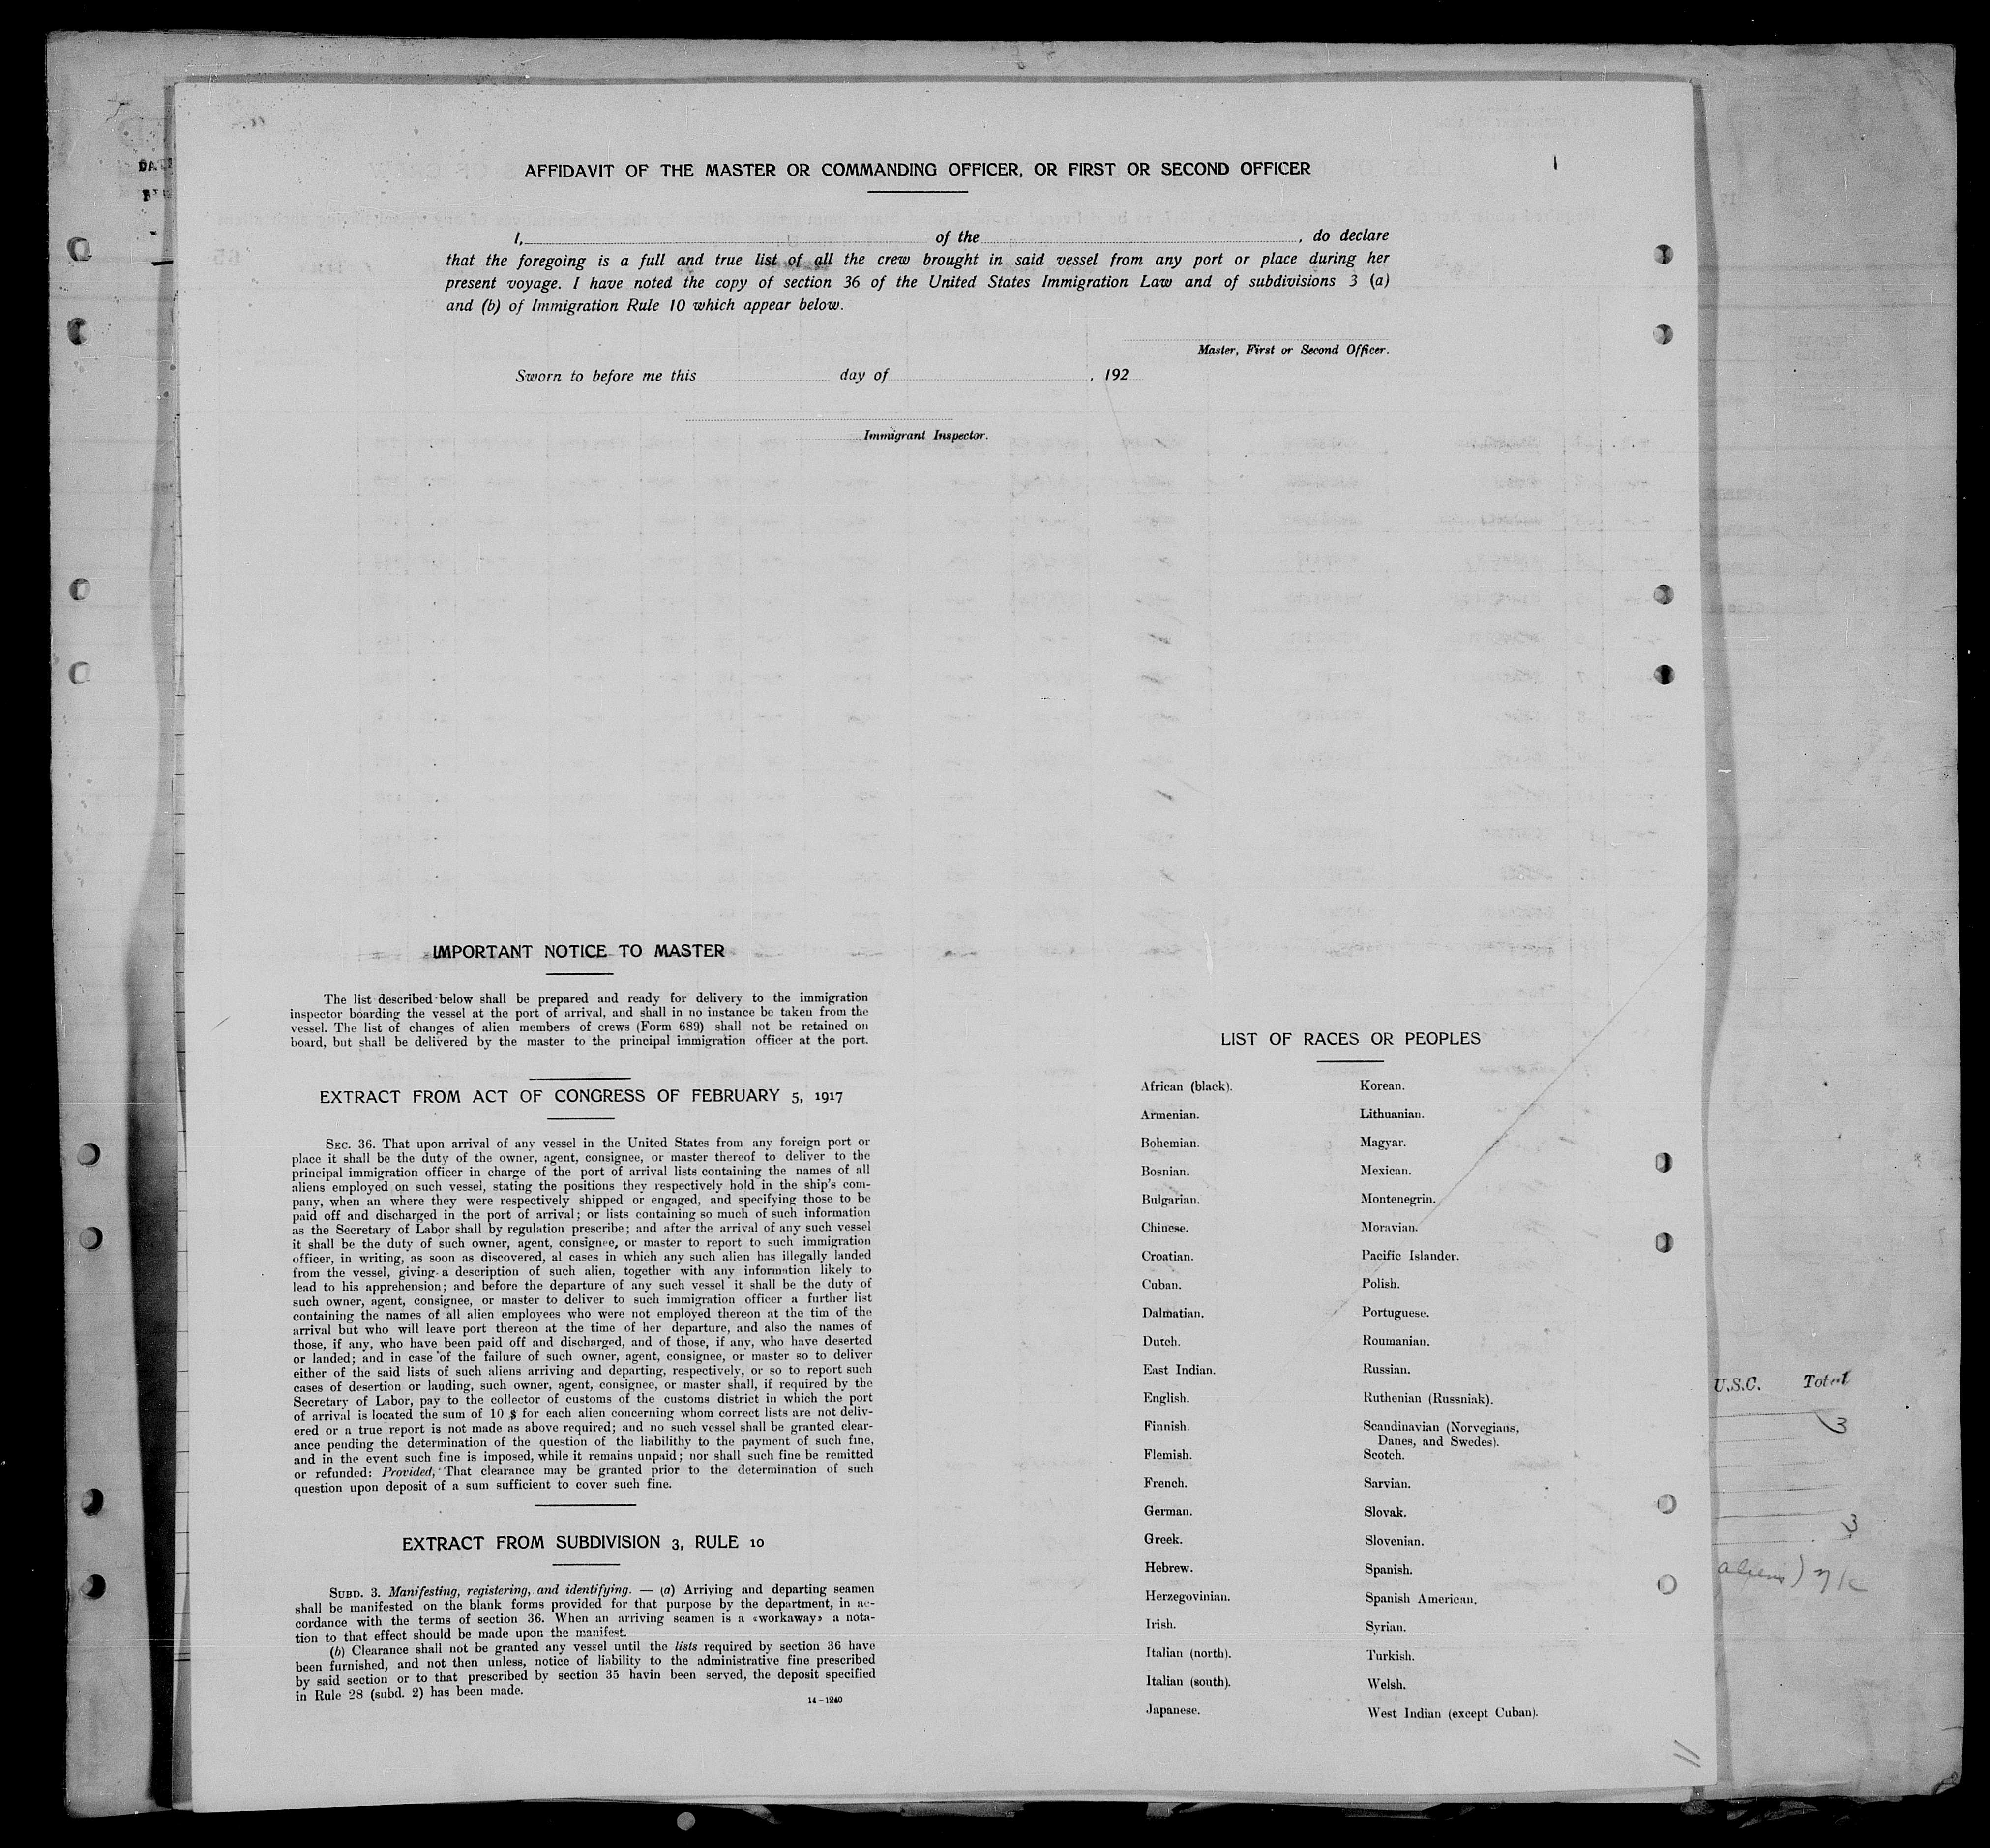 AFFIDAVIT OF THE MASTER OR COMMANDING OFFICER, OR FIRST OR SECOND OFFICER
I, of the , do declare
that the foregoing is a full and true list of all the crew brought in said vessel from any port or place during her
present voyage. I have noted the copy of section 36 of the United States Immigration Law and of subdivisions 3 (a)
and (b) of Immigration Rule 10 which appear below.
Master, First or Second Officer.
Sworn to before me this day of , 192
Immigrant Inspector.
IMPORTANT NOTICE TO MASTER
The list described below shall be prepared and ready for delivery to the immigration
inspector boarding the vessel at the port of arrival, and shall in no instance be taken from the
vessel. The list of changes of alien members of crews (Form 689) shall not be retained on
board, but shall be delivered by the master to the principal immigration officer at the port.
EXTRACT FROM ACT OF CONGRESS OF FEBRUARY 5, 1917
SEC. 36. That upon arrival of any vessel in the United States from any foreign port or
place it shall be the duty of the owner, agent, consignee, or master thereof to deliver to the
principal immigration officer in charge of the port of arrival lists containing the names of all
aliens employed on such vessel, stating the positions they respectively hold in the ship's com-
pany, when an where they were respectively shipped or engaged, and specifying those to be
paid off and discharged in the port of arrival; or lists containing so much of such information
as the Secretary of Labor shall by regulation prescribe; and after the arrival of any such vessel
it shall be the duty of such owner, agent, consignee, or master to report to such immigration
officer, in writing, as soon as discovered, al cases in which any such alien has illegally landed
from the vessel, giving a description of such alien, together with any information likely to
lead to his apprehension; and before the departure of any such vessel it shall be the duty of
such owner, agent, consignee, or master to deliver to such immigration officer a further list
containing the names of all alien employees who were not employed thereon at the tim of the
arrival but who will leave port thereon at the time of her departure, and also the names of
those, if any, who have been paid off and discharged, and of those, if any, who have deserted
or landed; and in case of the failure of such owner, agent, consignee, or master so to deliver
either of the said lists of such aliens arriving and departing, respectively, or so to report such
cases of desertion or landing, such owner, agent, consignee, or master shall, if required by the
Secretary of Labor, pay to the collector of customs of the customs district in which the port
of arrival is located the sum of 10 $ for each alien concerning whom correct lists are not deliv-
ered or a true report is not made as above required; and no such vessel shall be granted clear-
ance pending the determination of the question of the liabilithy to the payment of such fine,
and in the event such fine is imposed, while it remains unpaid; nor shall such fine be remitted
or refunded: Provided, That clearance may be granted prior to the determination of such
question upon deposit of a sum sufficient to cover such fine.
EXTRACT FROM SUBDIVISION 3, RULE 10
SUBD. 3. Manifesting, registering, and identifying. — (a) Arriving and departing seamen
shall be manifested on the blank forms provided for that purpose by the department, in ac-
cordance with the terms of section 36. When an arriving seamen is a «workaway» a nota-
tion to that effect should be made upon the manifest.
(b) Clearance shall not be granted any vessel until the lists required by section 36 have
been furnished, and not then unless, notice of liability to the administrative fine prescribed
by said section or to that prescribed by section 35 havin been served, the deposit specified
in Rule 28 (subd. 2) has been made.
14-1240
LIST OF RACES OR PEOPLES
African (black).
Armenian.
Bohemian.
Bosnian.
Bulgarian.
Chinese.
Croatian.
Cuban.
Dalmatian.
Dutch.
East Indian.
English.
Finnish.
Flemish.
French.
German.
Greek.
Hebrew.
Herzegovinian.
Irish.
Italian (north).
Italian (south).
Japanese.
Korean.
Lithuanian.
Magyar.
Mexican.
Montenegrin.
Moravian.
Pacific Islander.
Polish.
Portuguese.
Roumanian.
Russian.
Ruthenian (Russniak).
Scandinavian (Norvegians,
Danes, and Swedes).
Scotch.
Sarvian.
Slovak.
Slovenian.
Spanish.
Spanish American.
Syrian.
Turkish.
Welsh.
West Indian (except Cuban).
U.S.C. Total
3
3
aliens)
11